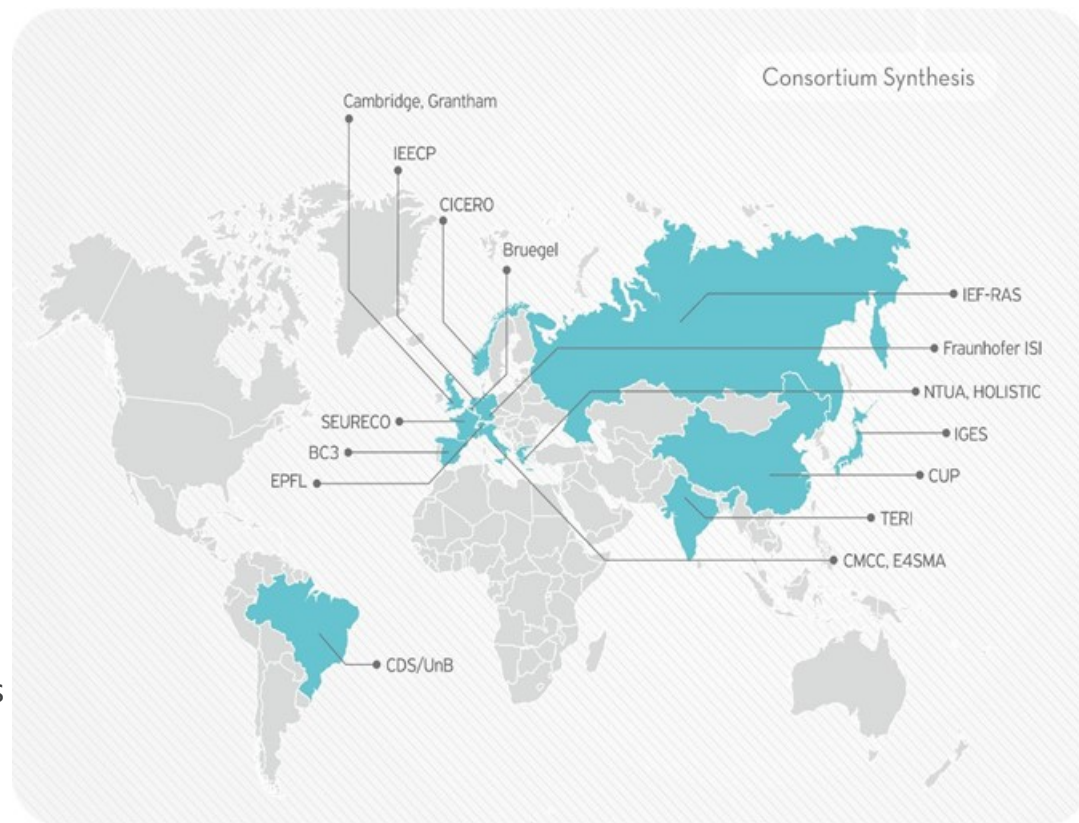 Consortium Synthesis
Cambridge, Grantham
IEECP
CICERO
Bruegel
IEF-RAS
Fraunhofer ISI
NTUA, HOLISTIC
SEURECO
IGES
BC3
CUP
EPFL
TERI
CMCC, E4SMA
CDS/UnB
s